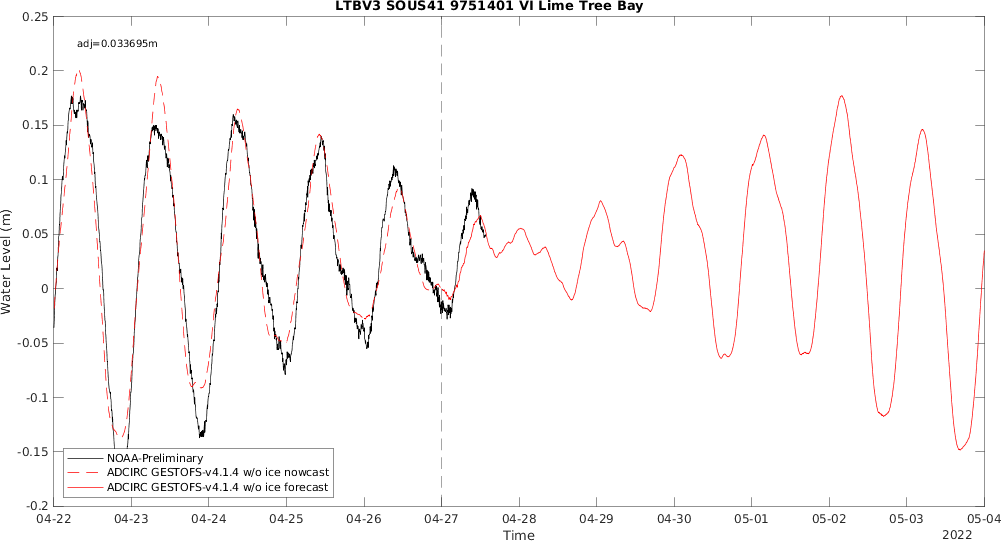 LTBV3 SOUS41 9751401 VI Lime Tree Bay
adj=0.033695m
0.25
0.2
0.15
0.1
0.05
0
-0.05
-0.1
-0.15
-0.2
Water Level (m)
NOAA-Preliminary
ADCIRC GESTOFS-v4.1.4 w/o ice nowcast
ADCIRC GESTOFS-v4.1.4 w/o ice forecast
04-22 04-23 04-24 04-25 04-26 04-27 04-28 04-29 04-30 05-01 05-02 05-03 05-04
Time
2022